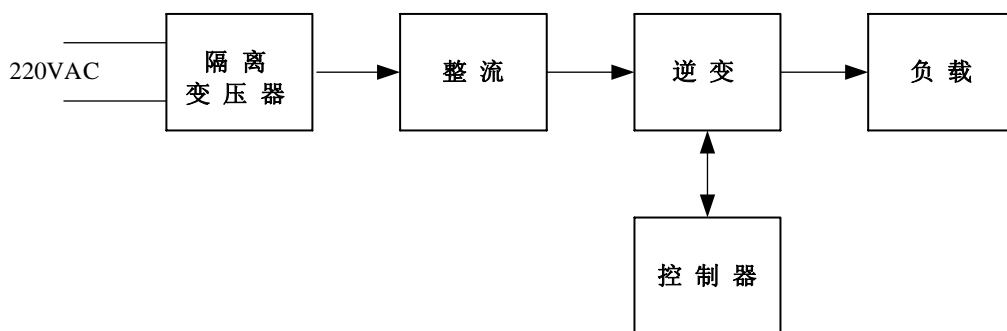 220VAC
隔 离
变 压 器
整 流
逆 变
负 载
控 制 器